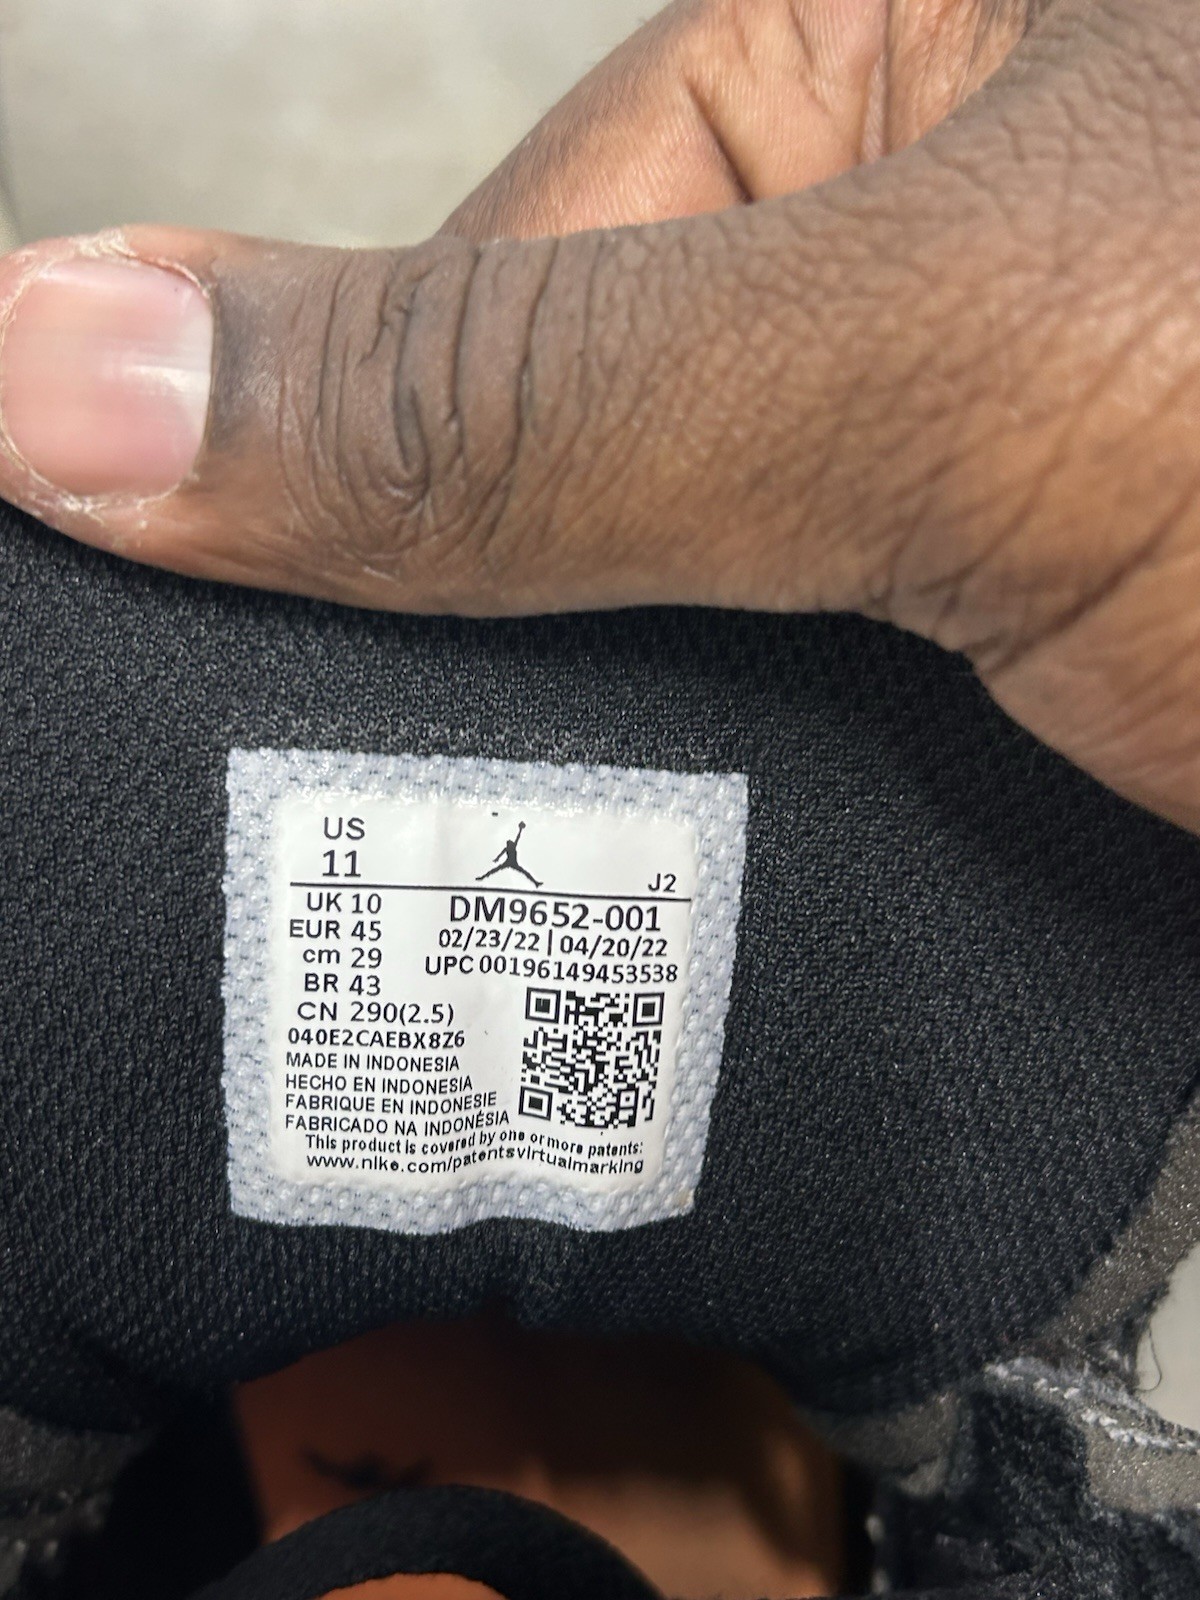 US
11
J2
UK 10
EUR 45
cm 29
BR 43
CN 290(2.5)
DM9652-001
02/23/22 | 04/20/22
UPC 00196149453538
040E2CAEBX8Z6
MADE IN INDONESIA
HECHO EN INDONESIA
FABRIQUE EN INDONESIE
FABRICADO NA INDONÉSIA
This product is covered by one or more patents:
www.nike.com/patentsvirtualmarking